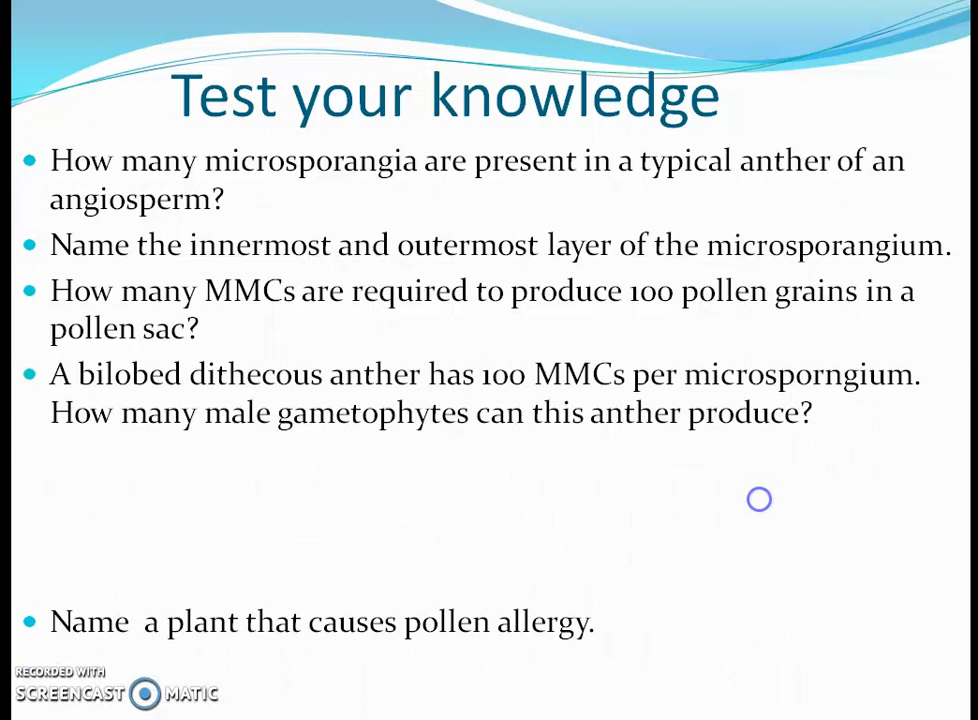 Test your knowledge
How many microsporangia are present in a typical anther of an
angiosperm?
Name the innermost and outermost layer of the microsporangium.
How many MMCs are required to produce 100 pollen grains in a
pollen sac?
A bilobed dithecous anther has 100 MMCs per microsporngium.
How many male gametophytes can this anther produce?
Name a plant that causes pollen allergy.
RECORDED WITH
SCREENCAST MATIC